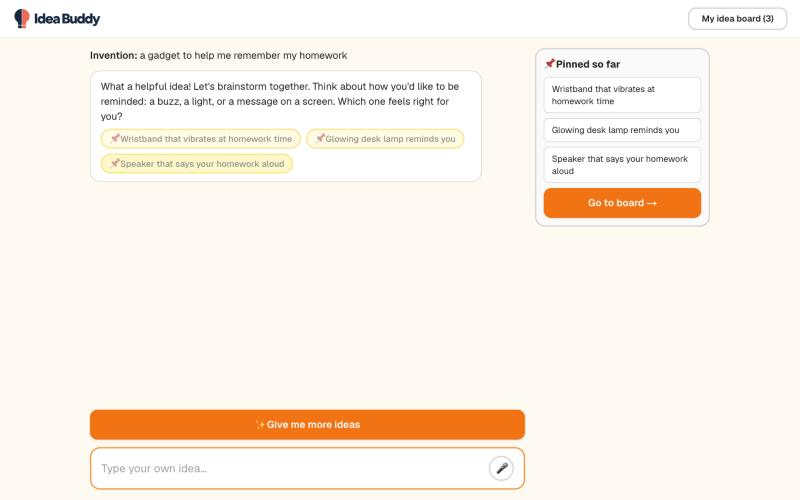 Idea Buddy
My idea board (3)
Invention: a gadget to help me remember my homework
What a helpful idea! Let's brainstorm together. Think about how you'd like to be
reminded: a buzz, a light, or a message on a screen. Which one feels right for
you?
Wristband that vibrates at homework time
Glowing desk lamp reminds you
Speaker that says your homework aloud
Pinned so far
Wristband that vibrates at
homework time
Glowing desk lamp reminds you
Speaker that says your homework
aloud
Go to board →
Give me more ideas
Type your own idea...